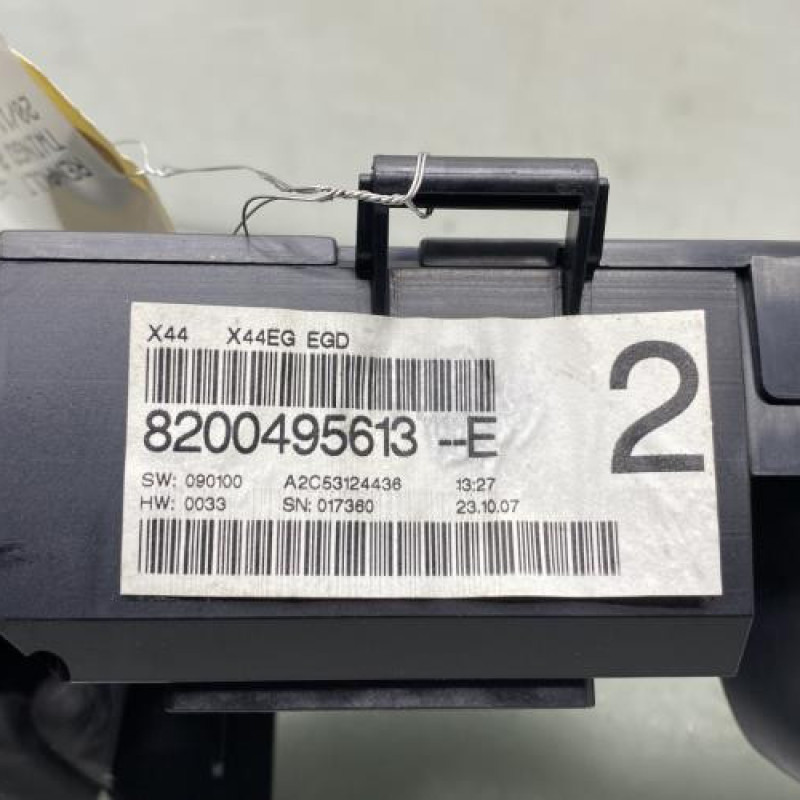 X44 X44EG EGD
8200495613 --E
2
SW: 090100 A2C53124436 13:27
HW: 0033 SN: 017360 23.10.07